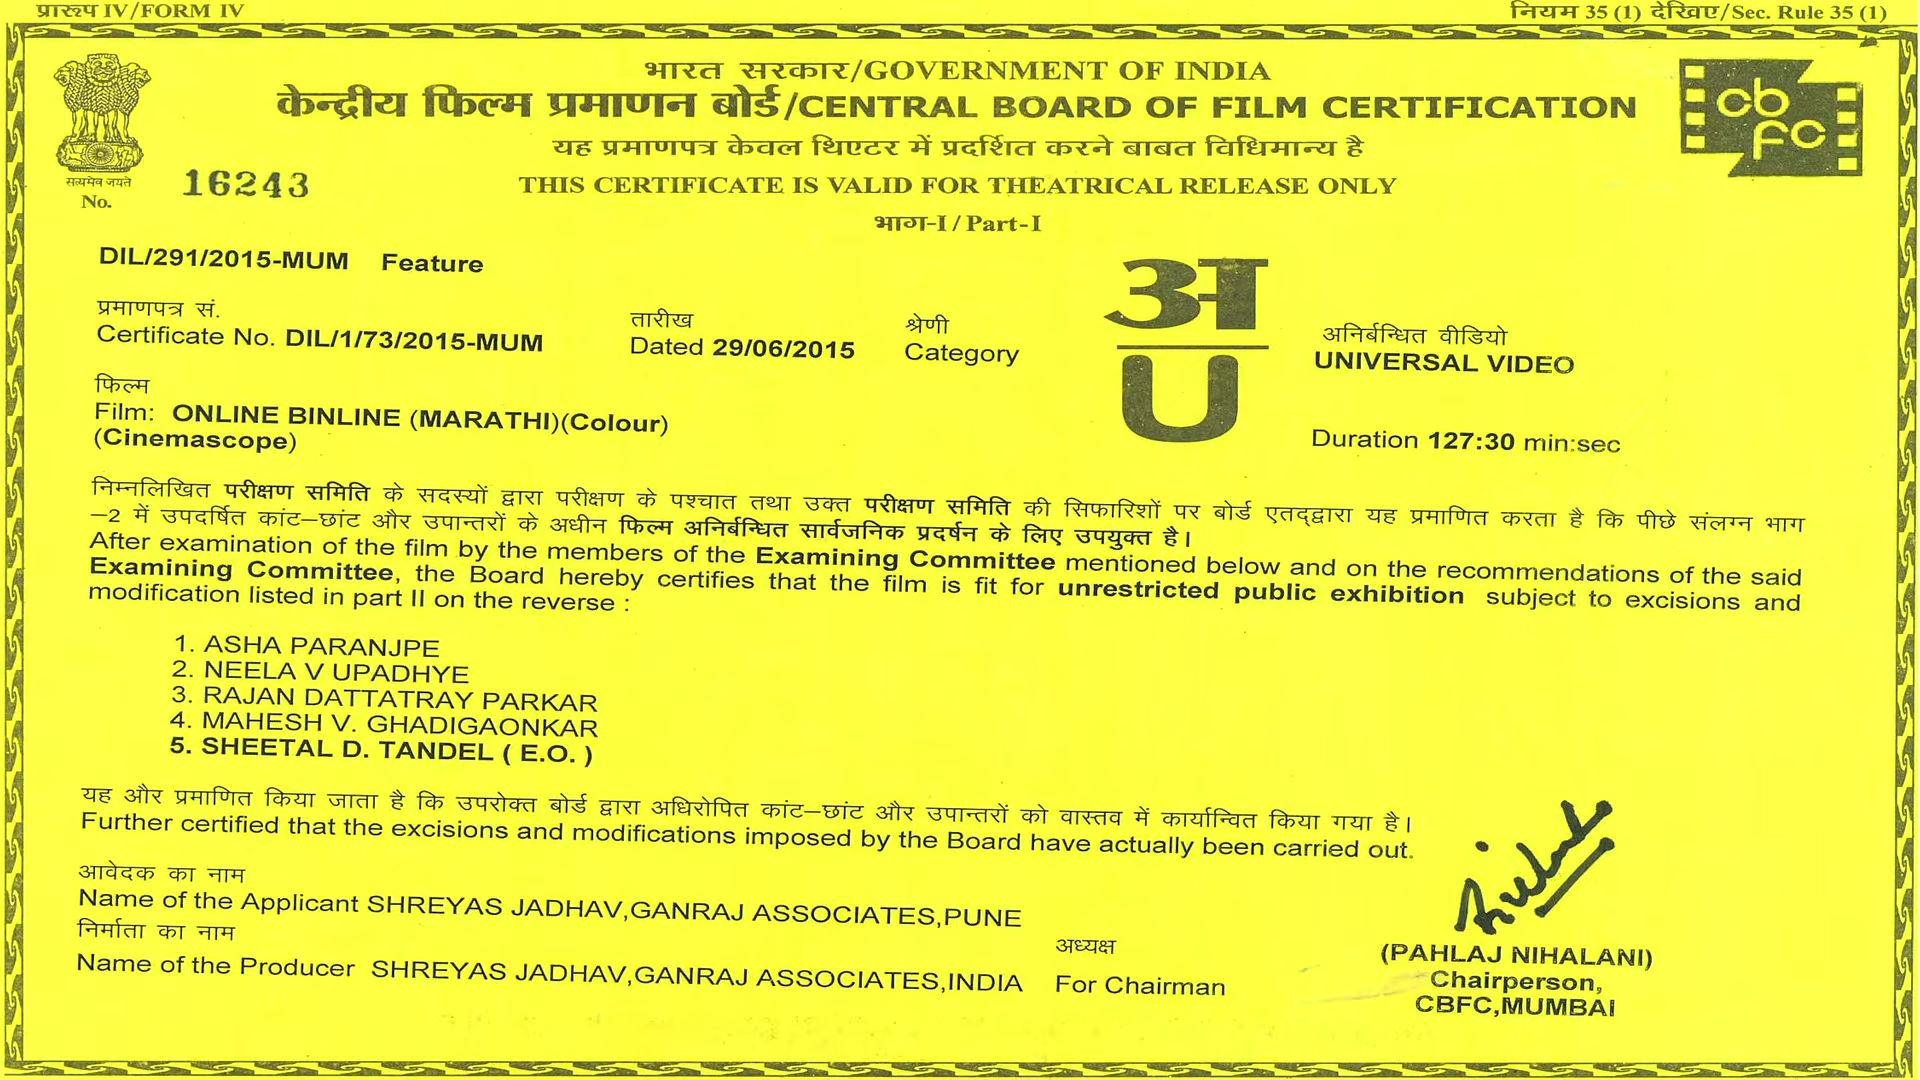 प्रारूप IV/FORM IV
नियम 35 (1) देखिए/Sec. Rule 35 (1)
भारत सरकार/GOVERNMENT OF INDIA
केन्द्रीय फिल्म प्रमाणन बोर्ड/CENTRAL BOARD OF FILM CERTIFICATION
cb
fc
यह प्रमाणपत्र केवल थिएटर में प्रदर्शित करने बाबत विधिमान्य है
सत्यमेव जयते
No. 16243
THIS CERTIFICATE IS VALID FOR THEATRICAL RELEASE ONLY
भाग-I / Part-I
DIL/291/2015-MUM Feature
प्रमाणपत्र सं.
Certificate No. DIL/1/73/2015-MUM
तारीख
Dated 29/06/2015
श्रेणी
Category
अ
U
अनिर्बन्धित वीडियो
UNIVERSAL VIDEO
फिल्म
Film: ONLINE BINLINE (MARATHI)(Colour)
(Cinemascope)
Duration 127:30 min:sec
निम्नलिखित परीक्षण समिति के सदस्यों द्वारा परीक्षण के पश्चात तथा उक्त परीक्षण समिति की सिफारिशों पर बोर्ड एतद्द्वारा यह प्रमाणित करता है कि पीछे संलग्न भाग
–2 में उपदर्षित कांट–छांट और उपान्तरों के अधीन फिल्म अनिर्बन्धित सार्वजनिक प्रदर्षन के लिए उपयुक्त है।
After examination of the film by the members of the Examining Committee mentioned below and on the recommendations of the said
Examining Committee, the Board hereby certifies that the film is fit for unrestricted public exhibition subject to excisions and
modification listed in part II on the reverse :
1. ASHA PARANJPE
2. NEELA V UPADHYE
3. RAJAN DATTATRAY PARKAR
4. MAHESH V. GHADIGAONKAR
5. SHEETAL D. TANDEL ( E.O. )
यह और प्रमाणित किया जाता है कि उपरोक्त बोर्ड द्वारा अधिरोपित कांट–छांट और उपान्तरों को वास्तव में कार्यान्वित किया गया है।
Further certified that the excisions and modifications imposed by the Board have actually been carried out.
आवेदक का नाम
Name of the Applicant SHREYAS JADHAV,GANRAJ ASSOCIATES,PUNE
निर्माता का नाम
Name of the Producer SHREYAS JADHAV,GANRAJ ASSOCIATES,INDIA
अध्यक्ष
For Chairman
(PAHLAJ NIHALANI)
Chairperson,
CBFC,MUMBAI